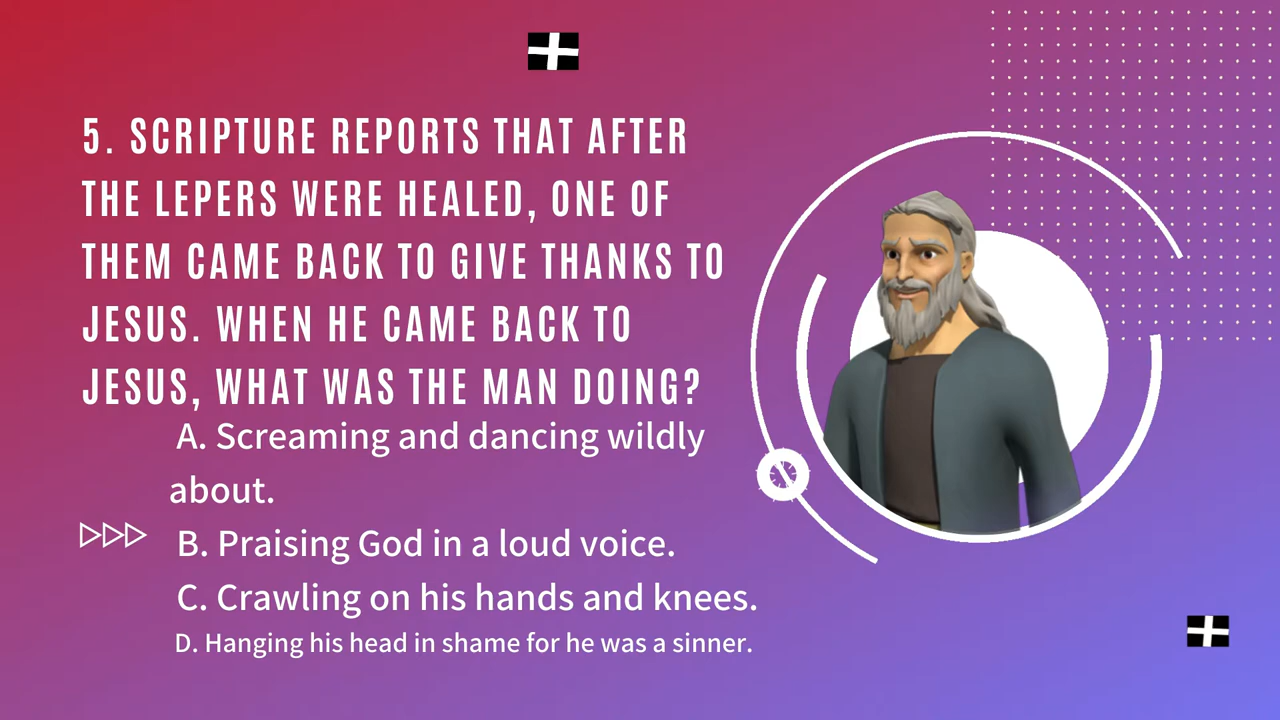 5. SCRIPTURE REPORTS THAT AFTER
THE LEPERS WERE HEALED, ONE OF
THEM CAME BACK TO GIVE THANKS TO
JESUS. WHEN HE CAME BACK TO
JESUS, WHAT WAS THE MAN DOING?
A. Screaming and dancing wildly
about.
B. Praising God in a loud voice.
C. Crawling on his hands and knees.
D. Hanging his head in shame for he was a sinner.